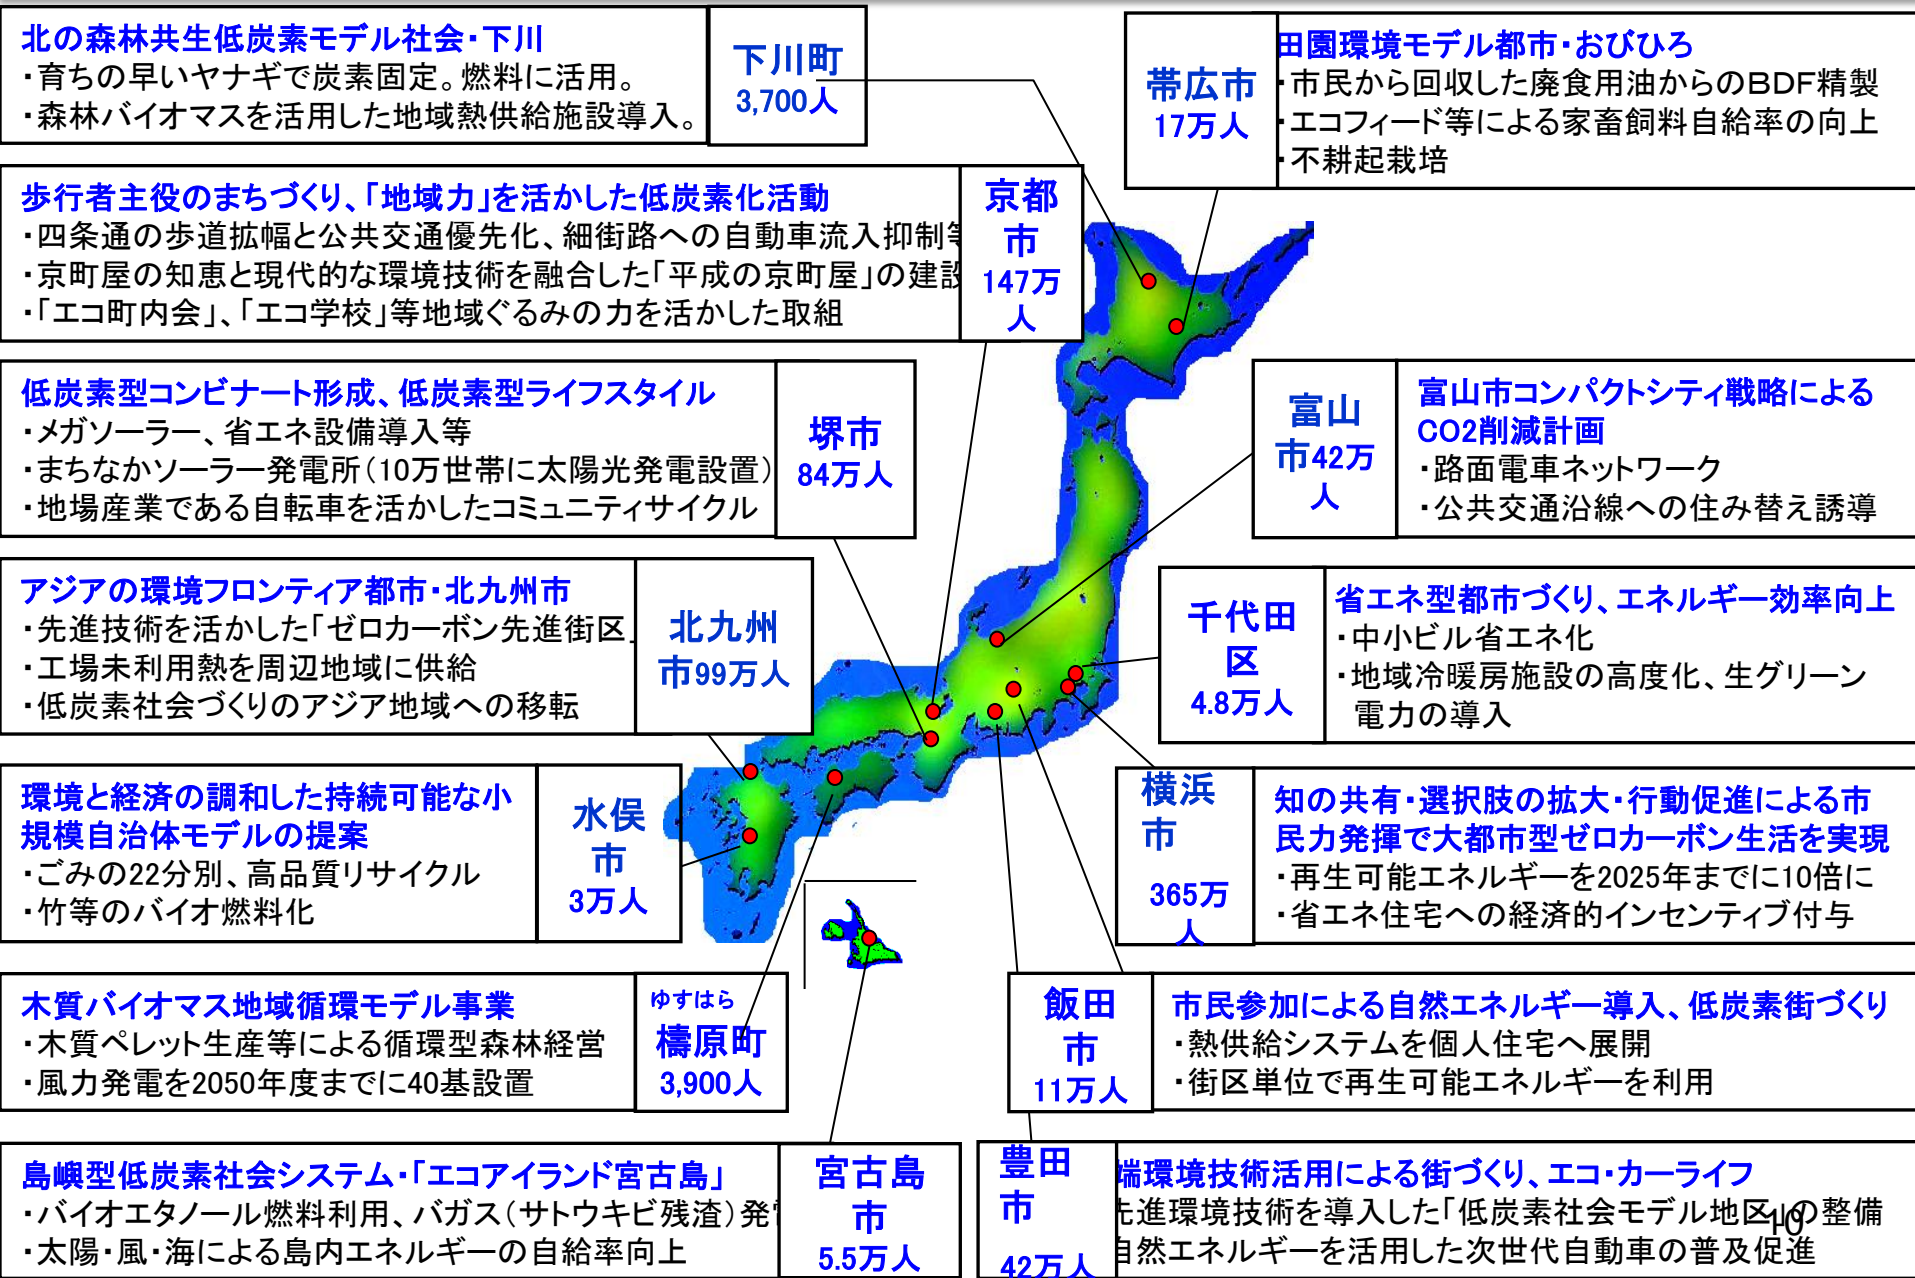 北の森林共生低炭素モデル社会・下川
・育ちの早いヤナギで炭素固定。燃料に活用。
・森林バイオマスを活用した地域熱供給施設導入。
下川町
3,700人
帯広市
17万人
田園環境モデル都市・おびひろ
・市民から回収した廃食用油からのBDF精製
・エコフィード等による家畜飼料自給率の向上
・不耕起栽培
歩行者主役のまちづくり、「地域力」を活かした低炭素化活動
・四条通の歩道拡幅と公共交通優先化、細街路への自動車流入抑制等
・京町屋の知恵と現代的な環境技術を融合した「平成の京町屋」の建設
・「エコ町内会」、「エコ学校」等地域ぐるみの力を活かした取組
京都
市
147万
人
低炭素型コンビナート形成、低炭素型ライフスタイル
・メガソーラー、省エネ設備導入等
・まちなかソーラー発電所(10万世帯に太陽光発電設置)
・地場産業である自転車を活かしたコミュニティサイクル
堺市
84万人
富山
市42万
人
富山市コンパクトシティ戦略による
CO2削減計画
・路面電車ネットワーク
・公共交通沿線への住み替え誘導
アジアの環境フロンティア都市・北九州市
・先進技術を活かした「ゼロカーボン先進街区」
・工場未利用熱を周辺地域に供給
・低炭素社会づくりのアジア地域への移転
北九州
市99万人
千代田
区
4.8万人
省エネ型都市づくり、エネルギー効率向上
・中小ビル省エネ化
・地域冷暖房施設の高度化、生グリーン
電力の導入
環境と経済の調和した持続可能な小
規模自治体モデルの提案
・ごみの22分別、高品質リサイクル
・竹等のバイオ燃料化
水俣
市
3万人
横浜
市
365万
人
知の共有・選択肢の拡大・行動促進による市
民力発揮で大都市型ゼロカーボン生活を実現
・再生可能エネルギーを2025年までに10倍に
・省エネ住宅への経済的インセンティブ付与
木質バイオマス地域循環モデル事業
・木質ペレット生産等による循環型森林経営
・風力発電を2050年度までに40基設置
ゆすはら
檮原町
3,900人
飯田
市
11万人
市民参加による自然エネルギー導入、低炭素街づくり
・熱供給システムを個人住宅へ展開
・街区単位で再生可能エネルギーを利用
島嶼型低炭素社会システム・「エコアイランド宮古島」
・バイオエタノール燃料利用、バガス(サトウキビ残渣)発
・太陽・風・海による島内エネルギーの自給率向上
宮古島
市
5.5万人
豊田
市
42万人
端環境技術活用による街づくり、エコ・カーライフ
先進環境技術を導入した「低炭素社会モデル地区」の整備
自然エネルギーを活用した次世代自動車の普及促進
10